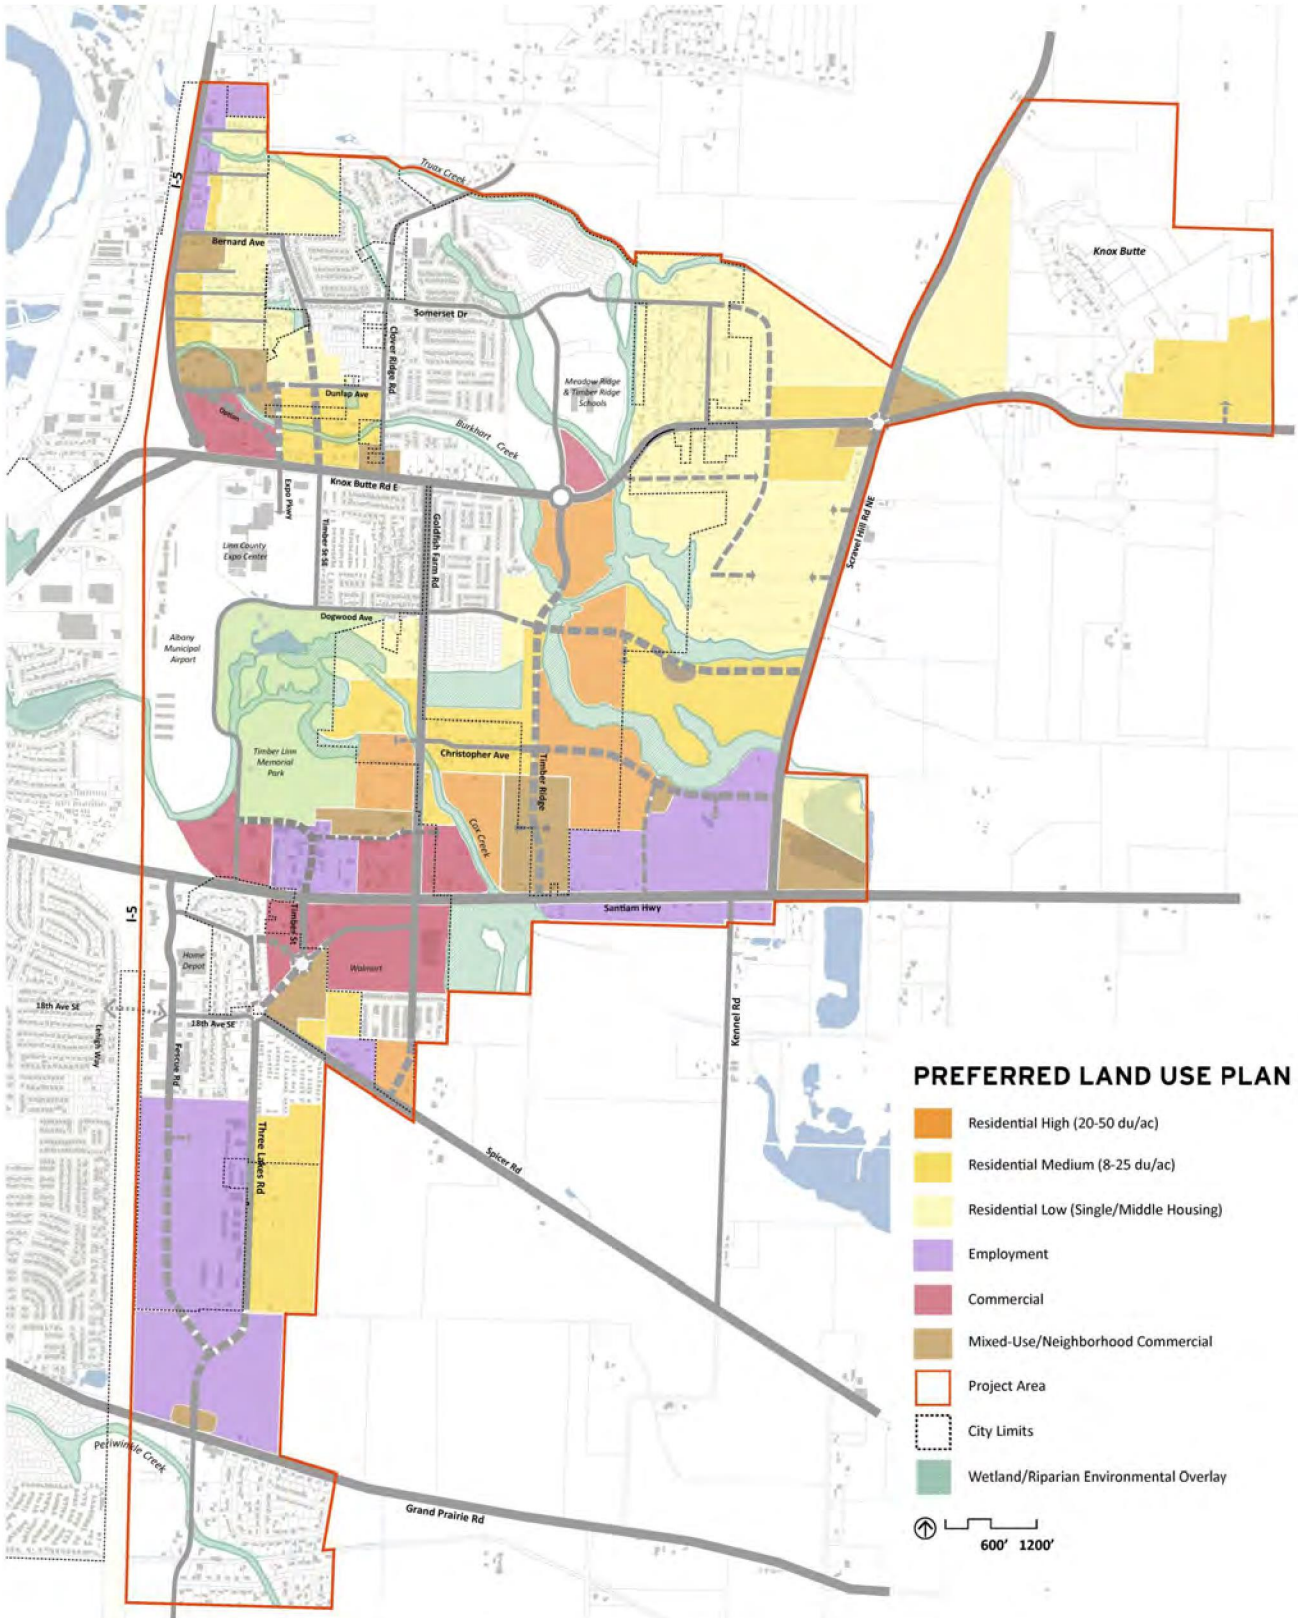 Truax Creek
I-5
Bernard Ave
Knox Butte
Somerset Dr
Clover Ridge Rd
Meadow Ridge
& Timber Ridge
Schools
Dunlap Ave
Option
Burkhart Creek
Knox Butte Rd E
Expo Pkwy
Timber St SE
Goldfish Farm Rd
Scravel Hill Rd NE
Linn County
Expo Center
Dogwood Ave
Albany
Municipal
Airport
Timber Linn
Memorial
Park
Christopher Ave
Timber Ridge
Cox Creek
I-5
Santiam Hwy
Timber St
Home
Depot
Walmart
18th Ave SE
18th Ave SE
Lehigh Way
Fescue Rd
Kennel Rd
Three Lakes Rd
Spicer Rd
Periwinkle Creek
Grand Prairie Rd
PREFERRED LAND USE PLAN
Residential High (20-50 du/ac)
Residential Medium (8-25 du/ac)
Residential Low (Single/Middle Housing)
Employment
Commercial
Mixed-Use/Neighborhood Commercial
Project Area
City Limits
Wetland/Riparian Environmental Overlay
600' 1200'